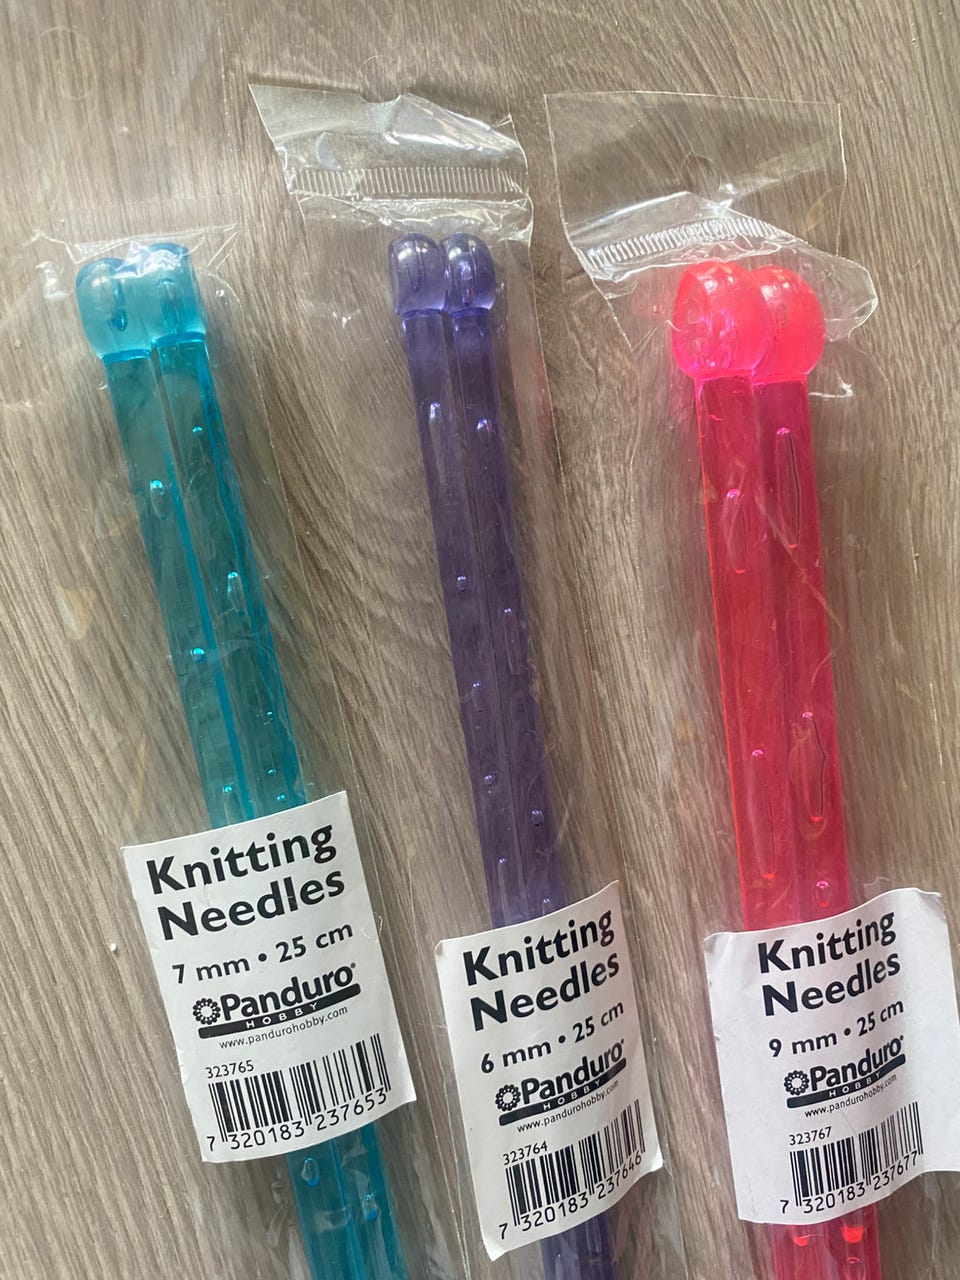 Knitting
Needles
7 mm • 25 cm
Panduro®
HOBBY
www.pandurohobby.com
323765
7 320183 237653
Knitting
Needles
6 mm • 25 cm
Panduro®
HOBBY
www.pandurohobby.com
323764
7 320183 237646
Knitting
Needles
9 mm • 25 cm
Panduro®
HOBBY
www.pandurohobby.com
323767
7 320183 237677